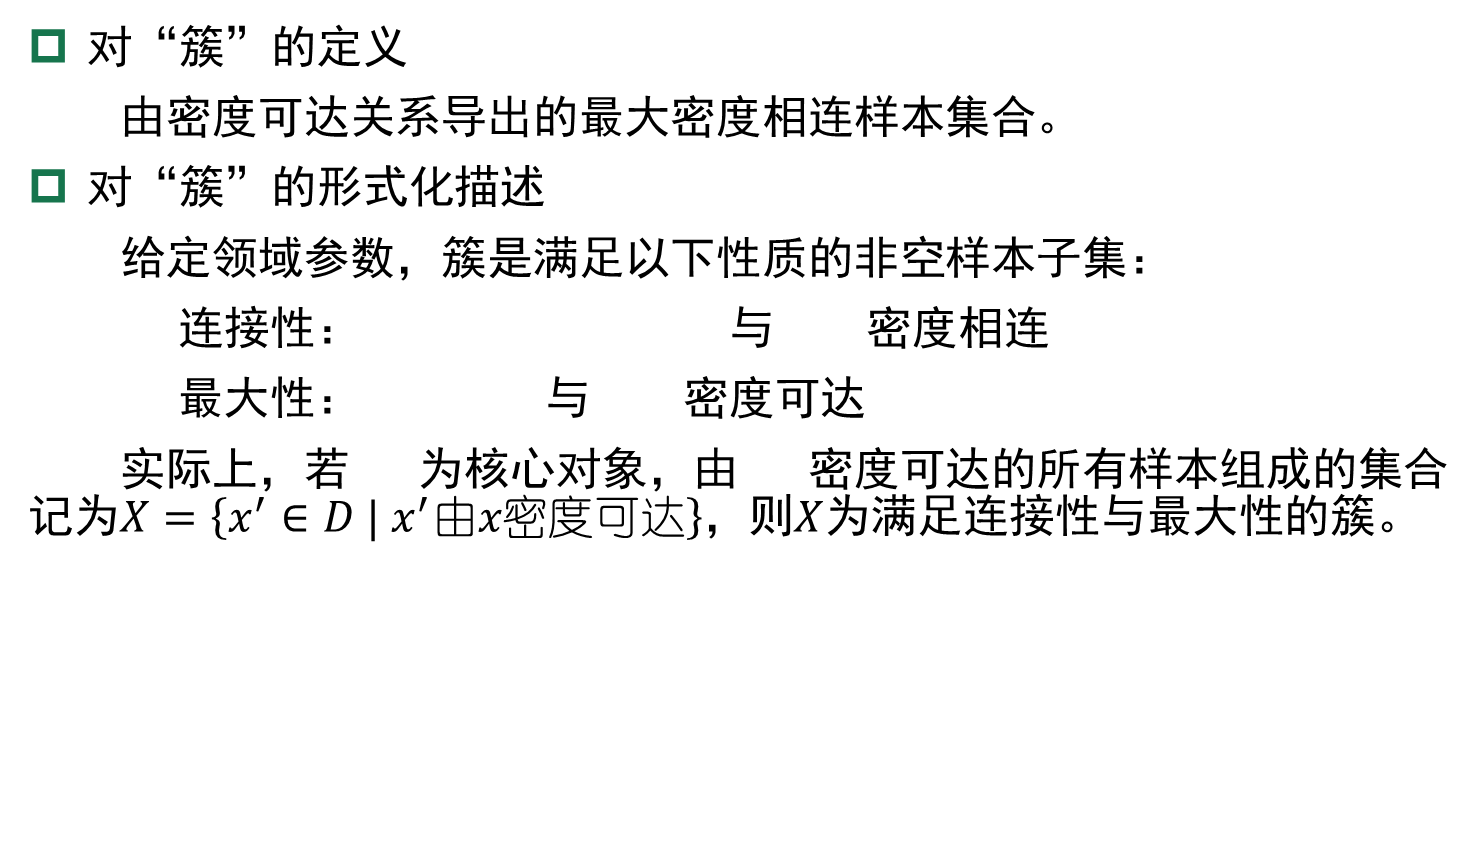 对“簇”的定义
由密度可达关系导出的最大密度相连样本集合。
对“簇”的形式化描述
给定领域参数，簇是满足以下性质的非空样本子集：
连接性： 与 密度相连
最大性： 与 密度可达
实际上，若 为核心对象，由 密度可达的所有样本组成的集合
记为X = {x′ ∈ D | x′由x密度可达}，则X为满足连接性与最大性的簇。